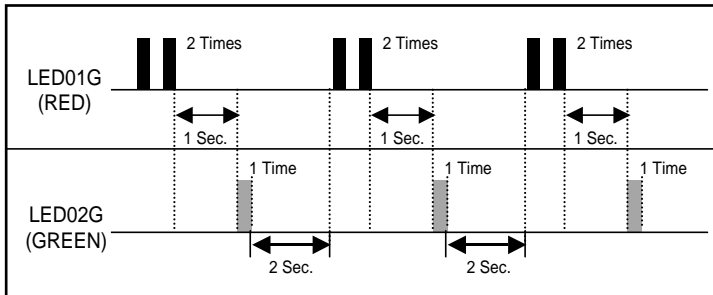 2 Times 2 Times 2 Times
LED01G
(RED)
1 Sec. 1 Sec. 1 Sec.
1 Time 1 Time 1 Time
LED02G
(GREEN)
2 Sec. 2 Sec.